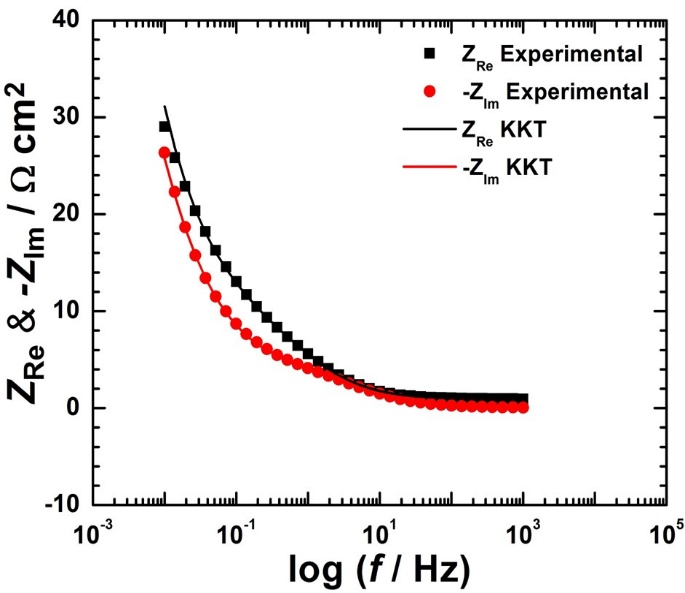 40
30
20
10
0
-10
Z_Re & -Z_Im / Ω cm²
Z_Re Experimental
-Z_Im Experimental
Z_Re KKT
-Z_Im KKT
10⁻³
10⁻¹
10¹
10³
10⁵
log (f / Hz)